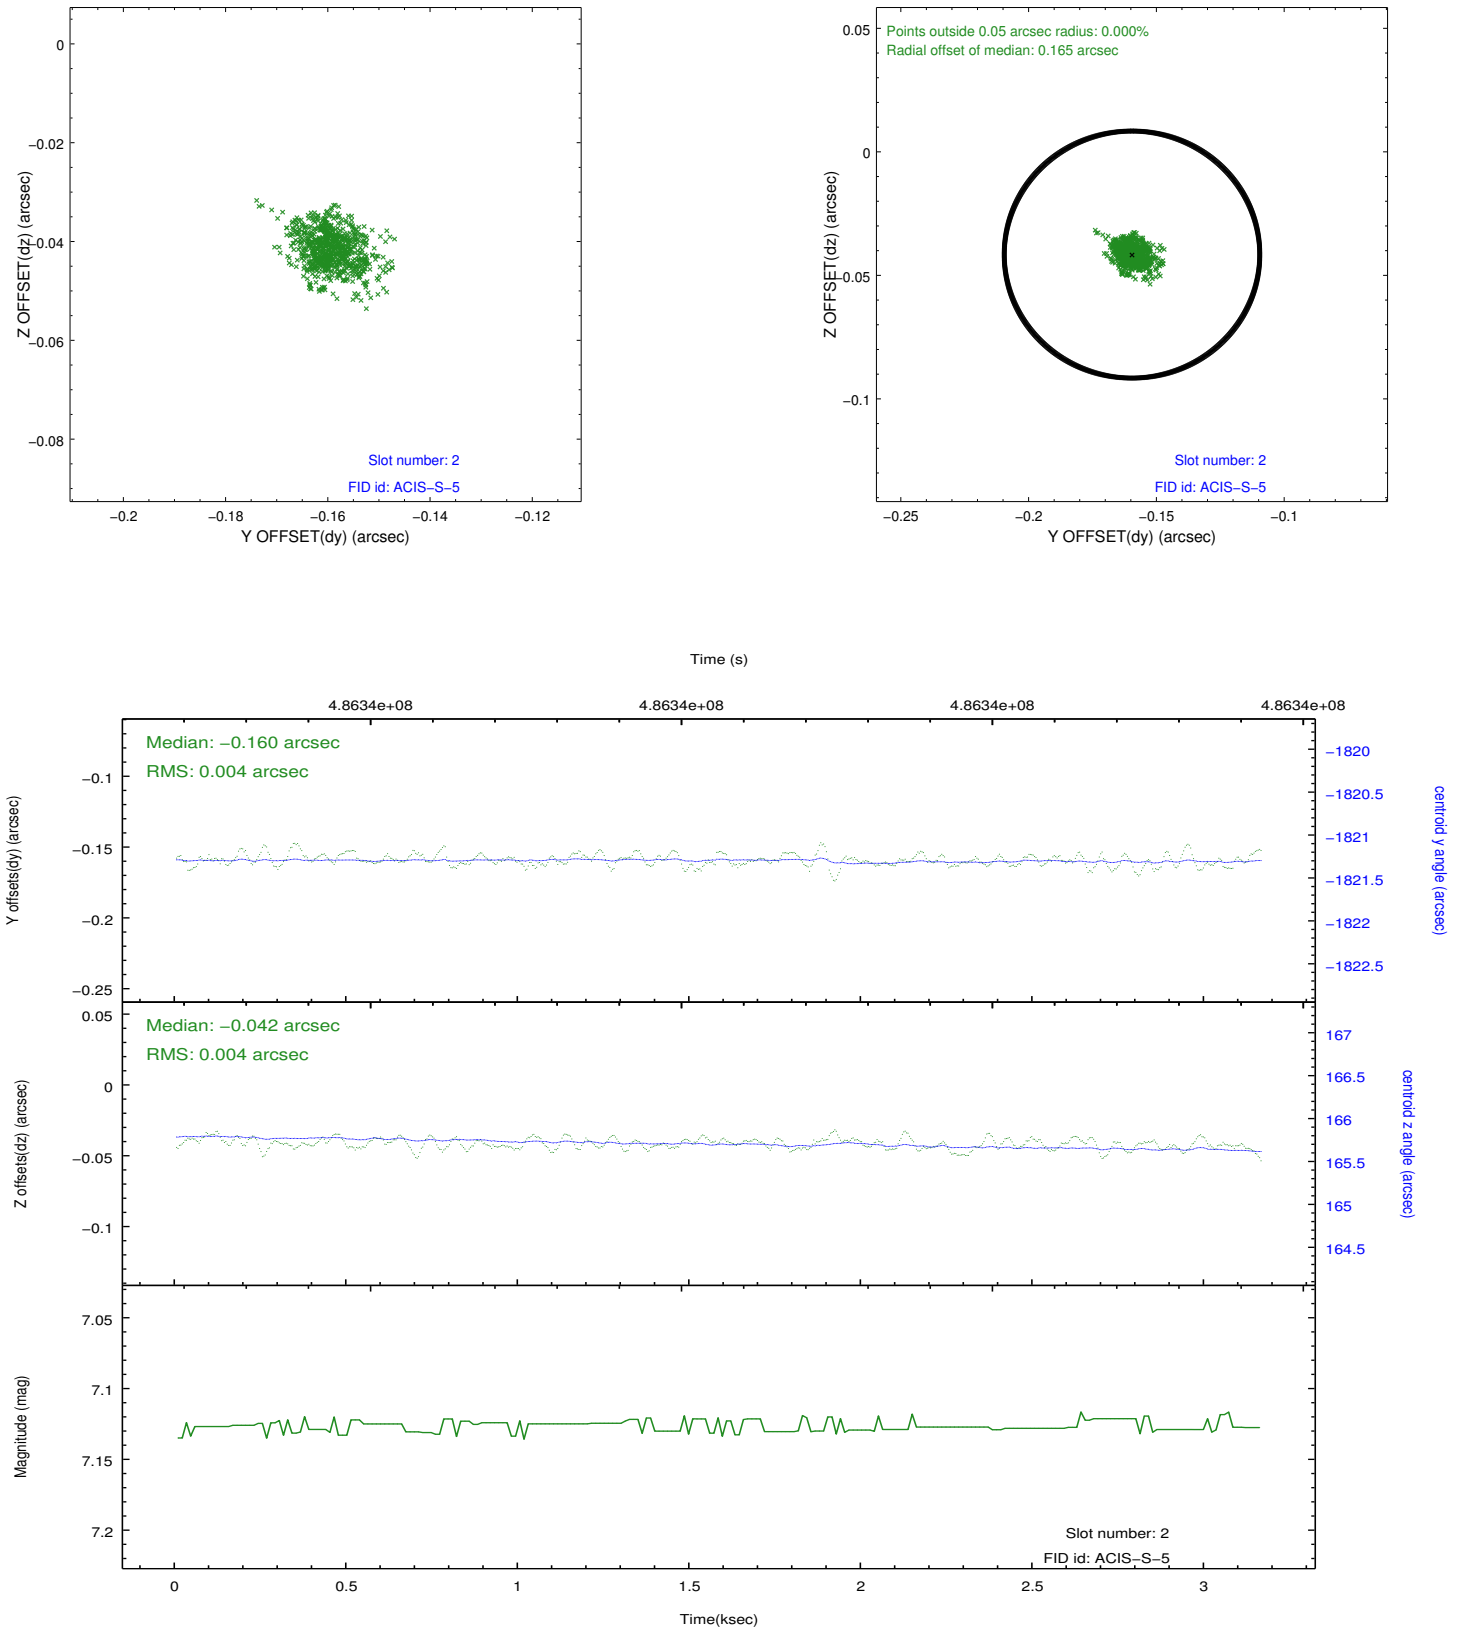 0
−0.02
−0.04
−0.06
−0.08
Z OFFSET(dz) (arcsec)
Slot number: 2
FID id: ACIS−S−5
−0.2
−0.18
−0.16
−0.14
−0.12
Y OFFSET(dy) (arcsec)
Points outside 0.05 arcsec radius: 0.000%
Radial offset of median: 0.165 arcsec
0.05
0
−0.05
−0.1
Z OFFSET(dz) (arcsec)
Slot number: 2
FID id: ACIS−S−5
−0.25
−0.2
−0.15
−0.1
Y OFFSET(dy) (arcsec)
Time (s)
4.8634e+08
4.8634e+08
4.8634e+08
4.8634e+08
Median: −0.160 arcsec
RMS: 0.004 arcsec
−0.1
−0.15
−0.2
−0.25
Y offsets(dy) (arcsec)
−1820
−1820.5
−1821
−1821.5
−1822
−1822.5
centroid y angle (arcsec)
Median: −0.042 arcsec
RMS: 0.004 arcsec
0.05
0
−0.05
−0.1
Z offsets(dz) (arcsec)
167
166.5
166
165.5
165
164.5
centroid z angle (arcsec)
7.05
7.1
7.15
7.2
Magnitude (mag)
Slot number: 2
FID id: ACIS−S−5
0
0.5
1
1.5
2
2.5
3
Time(ksec)